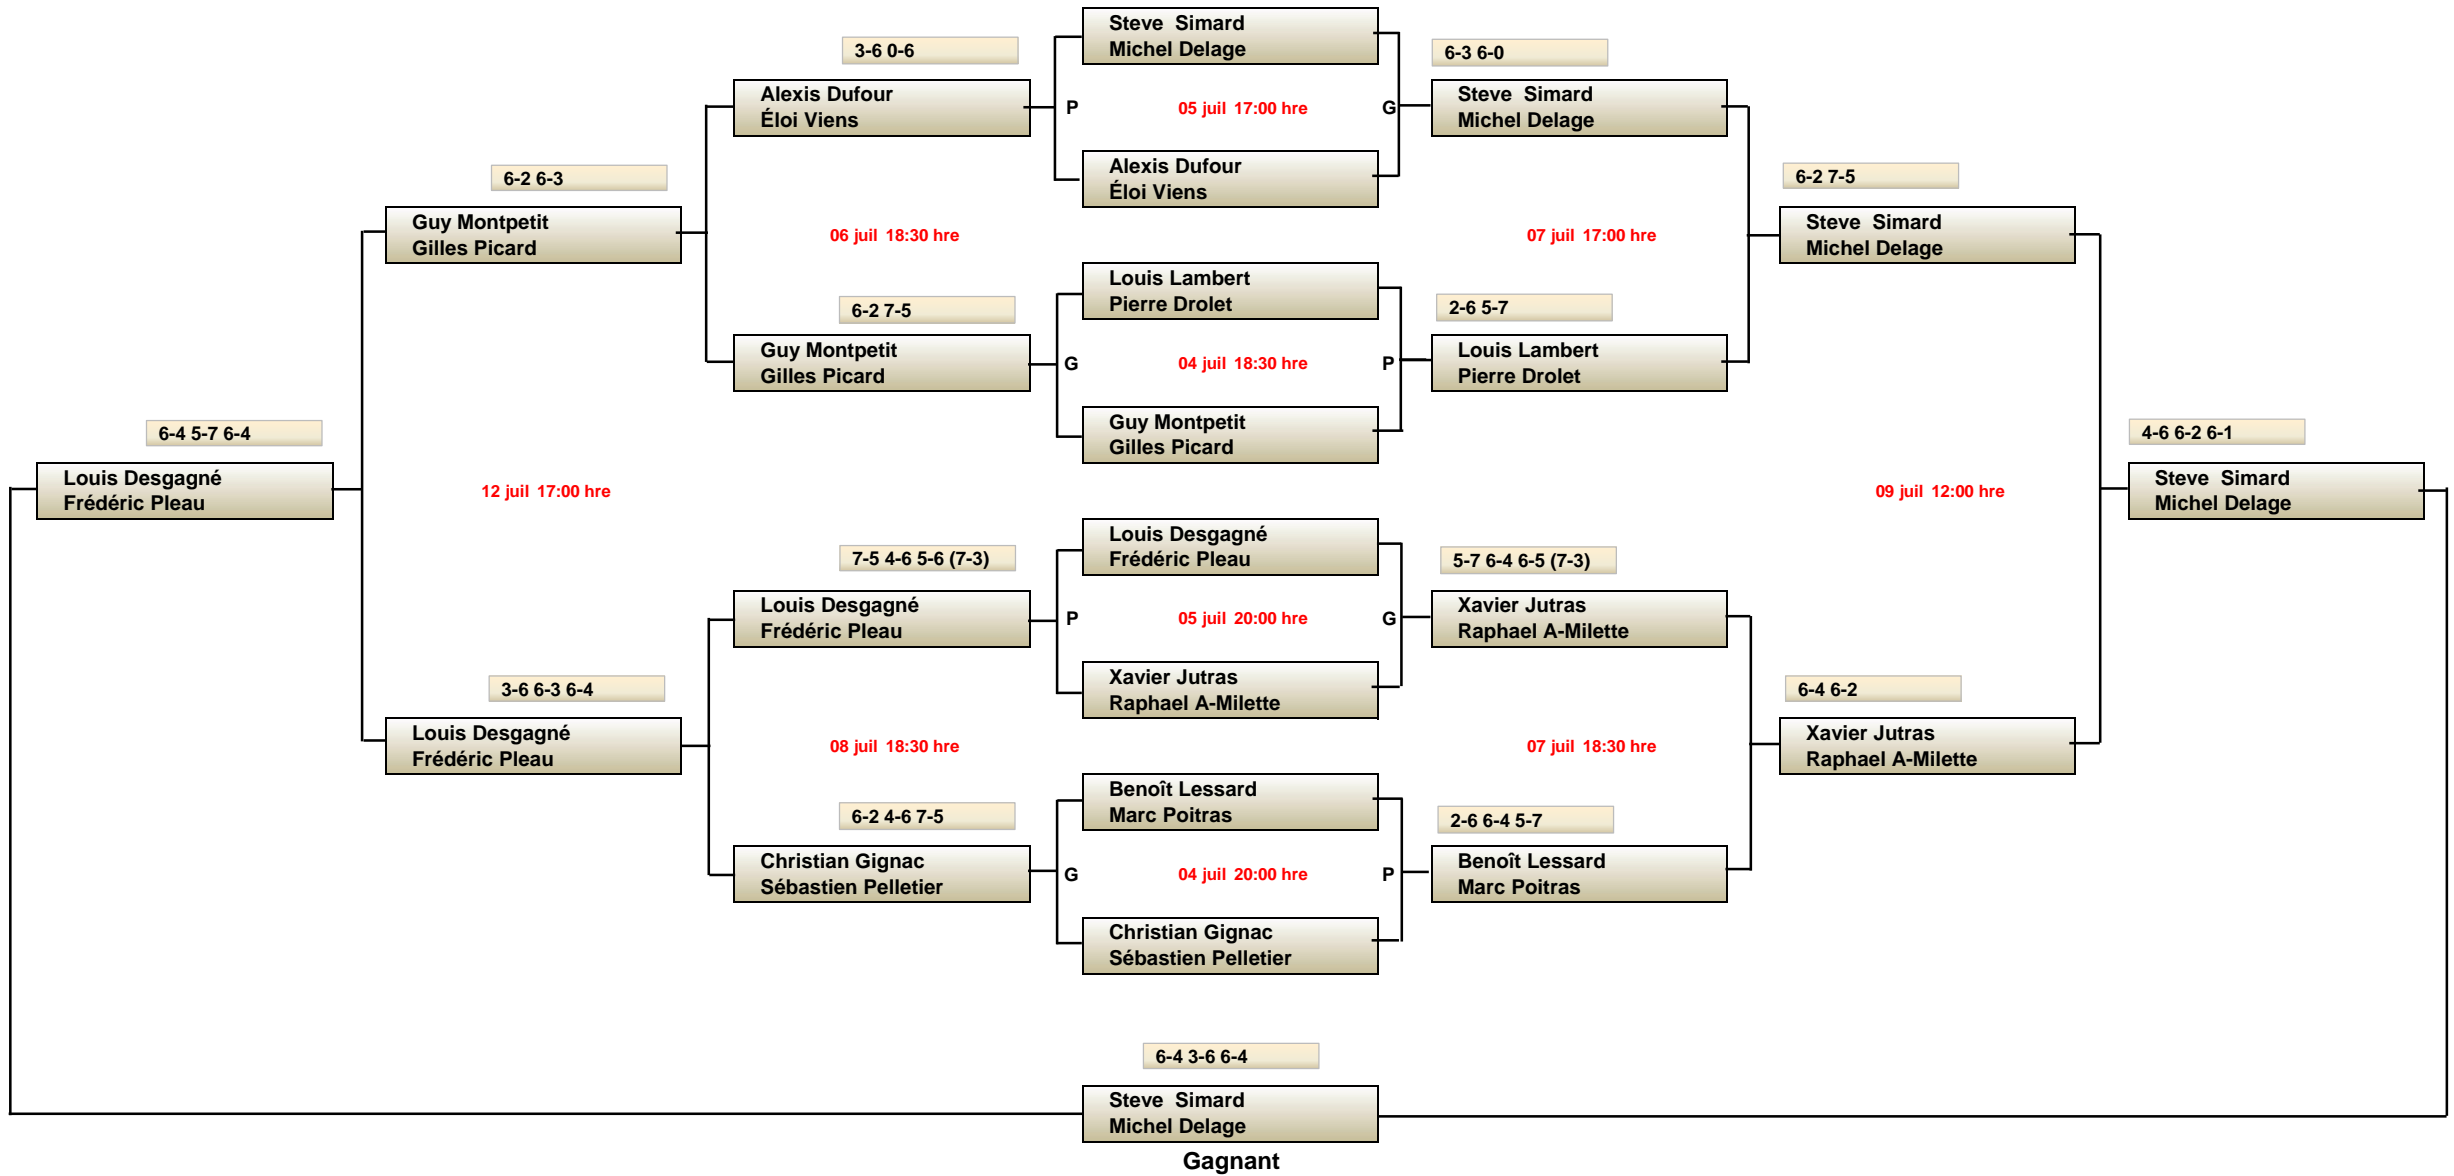 Steve  Simard
Michel Delage
3-6 0-6
6-3 6-0
Alexis Dufour
Éloi Viens
P
05 juil 17:00 hre
G
Steve  Simard
Michel Delage
Alexis Dufour
Éloi Viens
6-2 6-3
6-2 7-5
Guy Montpetit
Gilles Picard
06 juil 18:30 hre
07 juil 17:00 hre
Steve  Simard
Michel Delage
Louis Lambert
Pierre Drolet
6-2 7-5
2-6 5-7
Guy Montpetit
Gilles Picard
G
04 juil 18:30 hre
P
Louis Lambert
Pierre Drolet
Guy Montpetit
Gilles Picard
6-4 5-7 6-4
4-6 6-2 6-1
Louis Desgagné
Frédéric Pleau
12 juil 17:00 hre
09 juil 12:00 hre
Steve  Simard
Michel Delage
Louis Desgagné
Frédéric Pleau
7-5 4-6 5-6 (7-3)
5-7 6-4 6-5 (7-3)
Louis Desgagné
Frédéric Pleau
P
05 juil 20:00 hre
G
Xavier Jutras
Raphael A-Milette
Xavier Jutras
Raphael A-Milette
3-6 6-3 6-4
6-4 6-2
Louis Desgagné
Frédéric Pleau
08 juil 18:30 hre
07 juil 18:30 hre
Xavier Jutras
Raphael A-Milette
Benoît Lessard
Marc Poitras
6-2 4-6 7-5
2-6 6-4 5-7
Christian Gignac
Sébastien Pelletier
G
04 juil 20:00 hre
P
Benoît Lessard
Marc Poitras
Christian Gignac
Sébastien Pelletier
6-4 3-6 6-4
Steve  Simard
Michel Delage
Gagnant